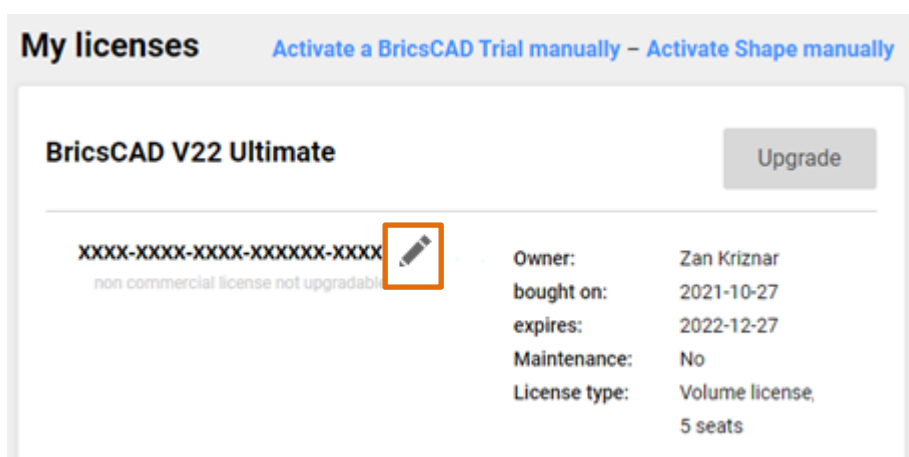 My licenses Activate a BricsCAD Trial manually – Activate Shape manually
BricsCAD V22 Ultimate Upgrade
XXXX-XXXX-XXXX-XXXXXX-XXXX
non commercial license not upgradable
Owner: Zan Kriznar
bought on: 2021-10-27
expires: 2022-12-27
Maintenance: No
License type: Volume license,
5 seats